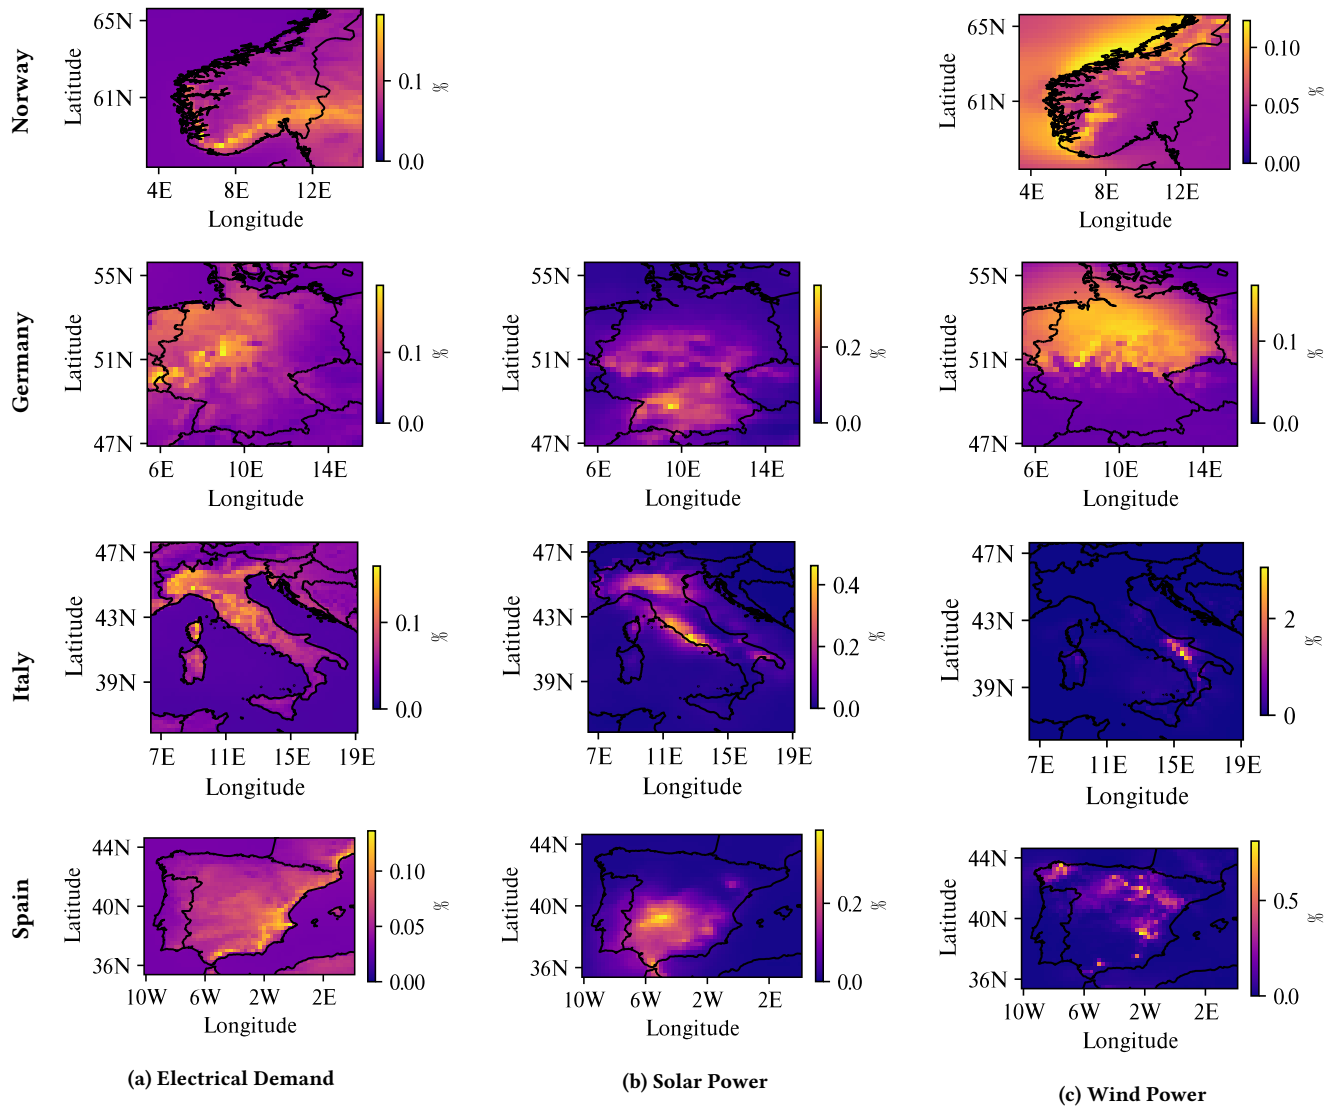 Norway
Latitude
65N
61N
4E 8E 12E
Longitude
0.1
0.0
%
Latitude
65N
61N
4E 8E 12E
Longitude
0.10
0.05
0.00
%
Germany
Latitude
55N
51N
47N
6E 10E 14E
Longitude
0.1
0.0
%
Latitude
55N
51N
47N
6E 10E 14E
Longitude
0.2
0.0
%
Latitude
55N
51N
47N
6E 10E 14E
Longitude
0.1
0.0
%
Italy
Latitude
47N
43N
39N
7E 11E 15E 19E
Longitude
0.1
0.0
%
Latitude
47N
43N
39N
7E 11E 15E 19E
Longitude
0.4
0.2
0.0
%
Latitude
47N
43N
39N
7E 11E 15E 19E
Longitude
2
0
%
Spain
Latitude
44N
40N
36N
10W 6W 2W 2E
Longitude
0.10
0.05
0.00
%
Latitude
44N
40N
36N
10W 6W 2W 2E
Longitude
0.2
0.0
%
Latitude
44N
40N
36N
10W 6W 2W 2E
Longitude
0.5
0.0
%
(a) Electrical Demand
(b) Solar Power
(c) Wind Power